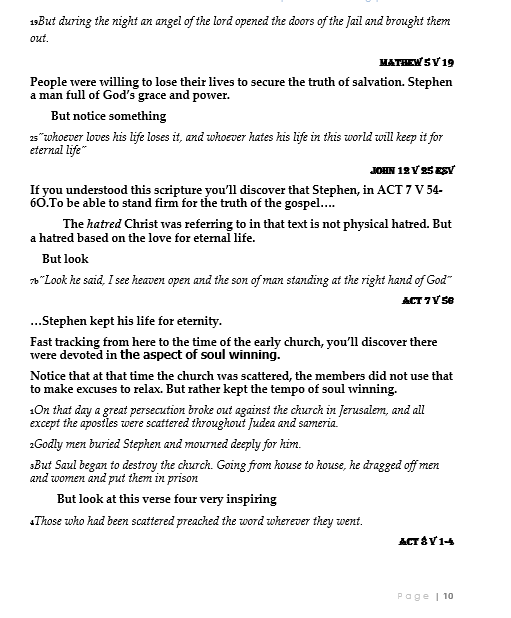 19But during the night an angel of the lord opened the doors of the Jail and brought them
out.
MATHEW 5 V 19
People were willing to lose their lives to secure the truth of salvation. Stephen
a man full of God's grace and power.
But notice something
25"whoever loves his life loses it, and whoever hates his life in this world will keep it for
eternal life"
JOHN 12 V 25 ESV
If you understood this scripture you'll discover that Stephen, in ACT 7 V 54-
60.To be able to stand firm for the truth of the gospel….
The hatred Christ was referring to in that text is not physical hatred. But
a hatred based on the love for eternal life.
But look
7b"Look he said, I see heaven open and the son of man standing at the right hand of God"
ACT 7 V 56
…Stephen kept his life for eternity.
Fast tracking from here to the time of the early church, you'll discover there
were devoted in the aspect of soul winning.
Notice that at that time the church was scattered, the members did not use that
to make excuses to relax. But rather kept the tempo of soul winning.
1On that day a great persecution broke out against the church in Jerusalem, and all
except the apostles were scattered throughout Judea and sameria.
2Godly men buried Stephen and mourned deeply for him.
3But Saul began to destroy the church. Going from house to house, he dragged off men
and women and put them in prison
But look at this verse four very inspiring
4Those who had been scattered preached the word wherever they went.
ACT 8 V 1-4
Page | 10